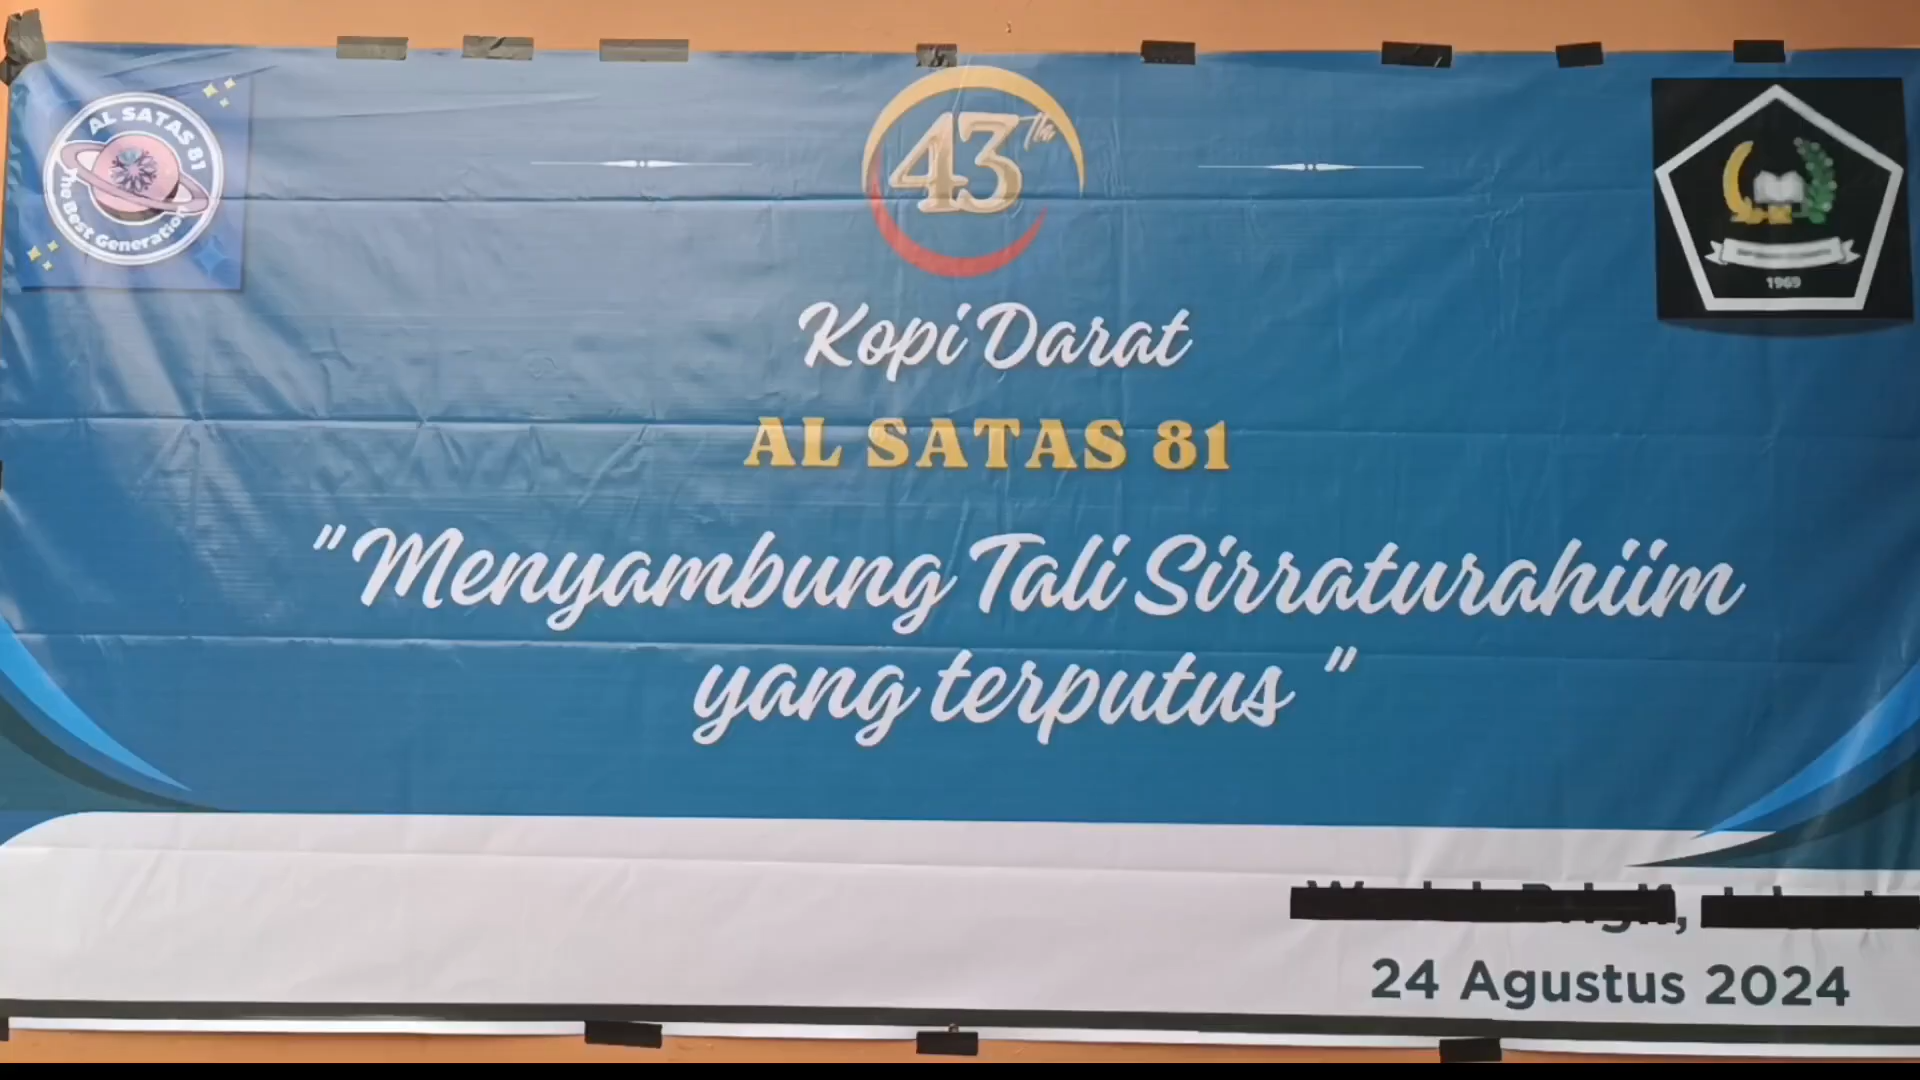 AL SATAS 81
The Best Generation
43Th
1969
Kopi Darat
AL SATAS 81
"Menyambung Tali Sirraturahiim
yang terputus "
24 Agustus 2024